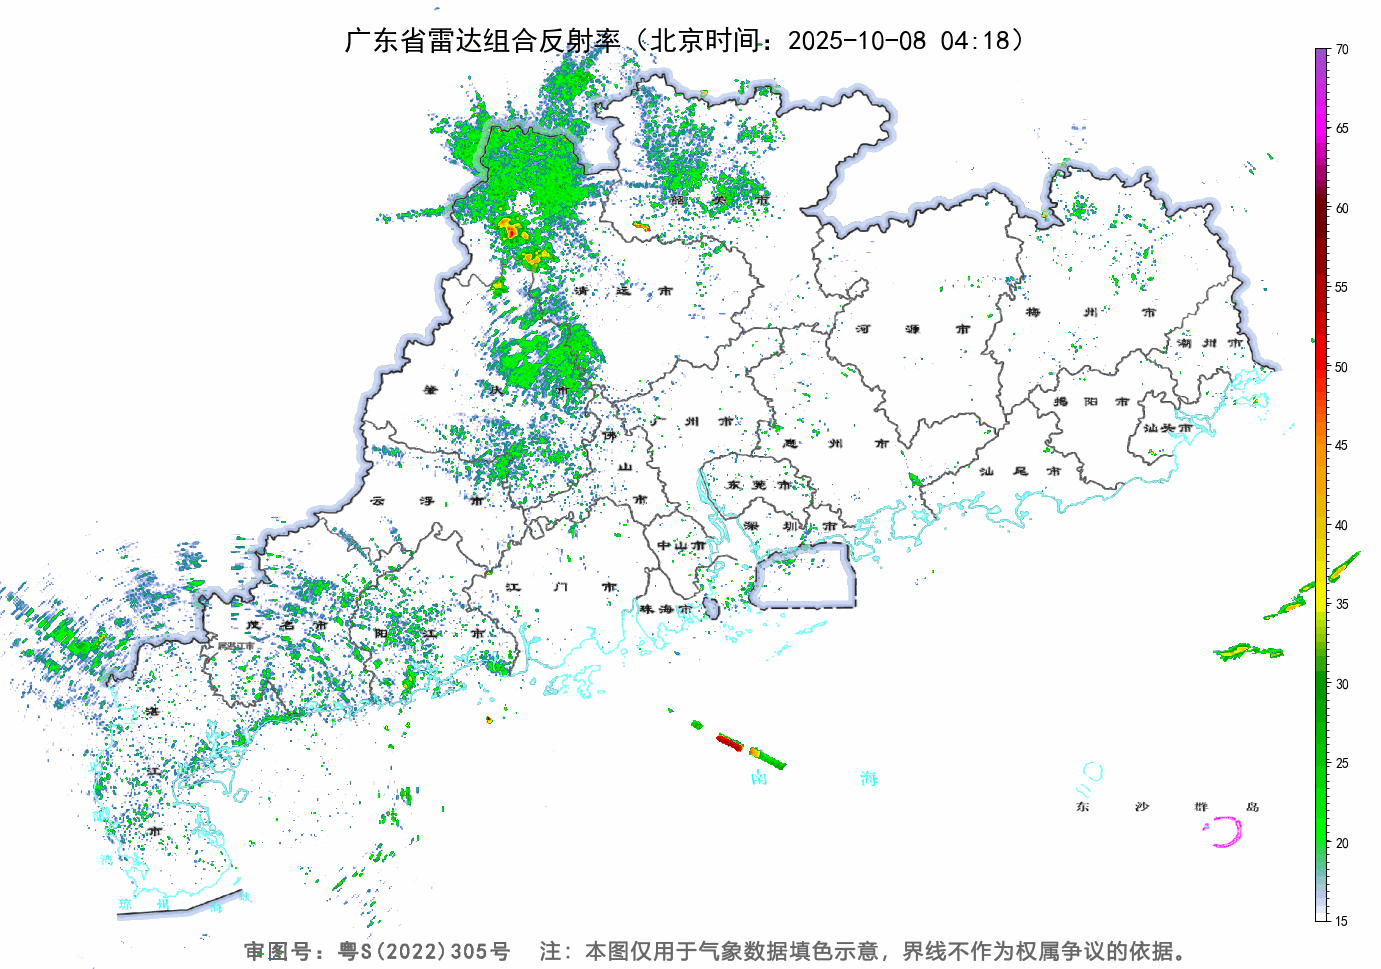 广东省雷达组合反射率（北京时间：2025-10-08 04:18）
70
65
60
55
50
45
40
35
30
25
20
15
韶关市
清远市
河源市
梅州市
潮州市
肇庆市
广州市
佛山市
惠州市
揭阳市
汕头市
汕尾市
云浮市
东莞市
深圳市
中山市
江门市
珠海市
茂名市
阳江市
属湛江市
湛江市
南海
东沙群岛
琼州海峡
审图号：粤S(2022)305号 注：本图仅用于气象数据填色示意，界线不作为权属争议的依据。